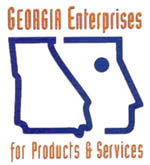 GEORGIA Enterprises
for Products & Services